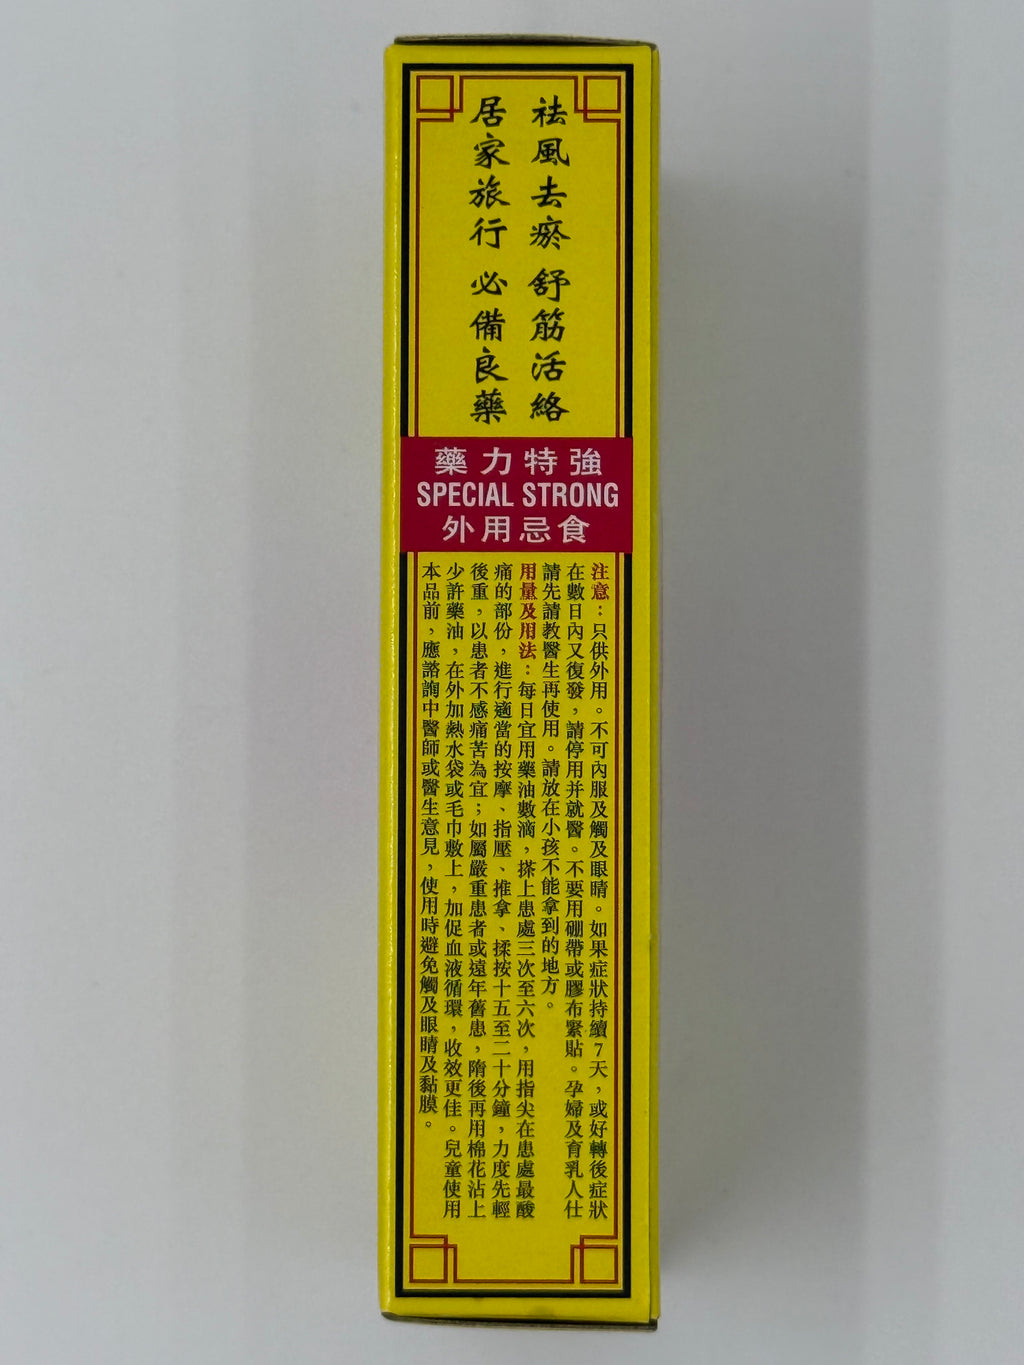 祛風去瘀 舒筋活絡
居家旅行 必備良藥
藥力特強
SPECIAL STRONG
外用忌食
注意：只供外用。不可內服及觸及眼睛。如果症狀持續7天，或好轉後症狀
在數日內又復發，請停用并就醫。不要用硼帶或膠布緊貼。孕婦及育乳人仕
請先請教醫生再使用。請放在小孩不能拿到的地方。
用量及用法：每日宜用藥油數滴，搽上患處三次至六次，用指尖在患處最酸
痛的部份，進行適當的按摩、指壓、推拿、揉按十五至二十分鐘，力度先輕
後重，以患者不感痛苦為宜；如屬嚴重患者或遠年舊患，隋後再用棉花沾上
少許藥油，在外加熱水袋或毛巾敷上，加促血液循環，收效更佳。兒童使用
本品前，應諮詢中醫師或醫生意見，使用時避免觸及眼睛及黏膜。